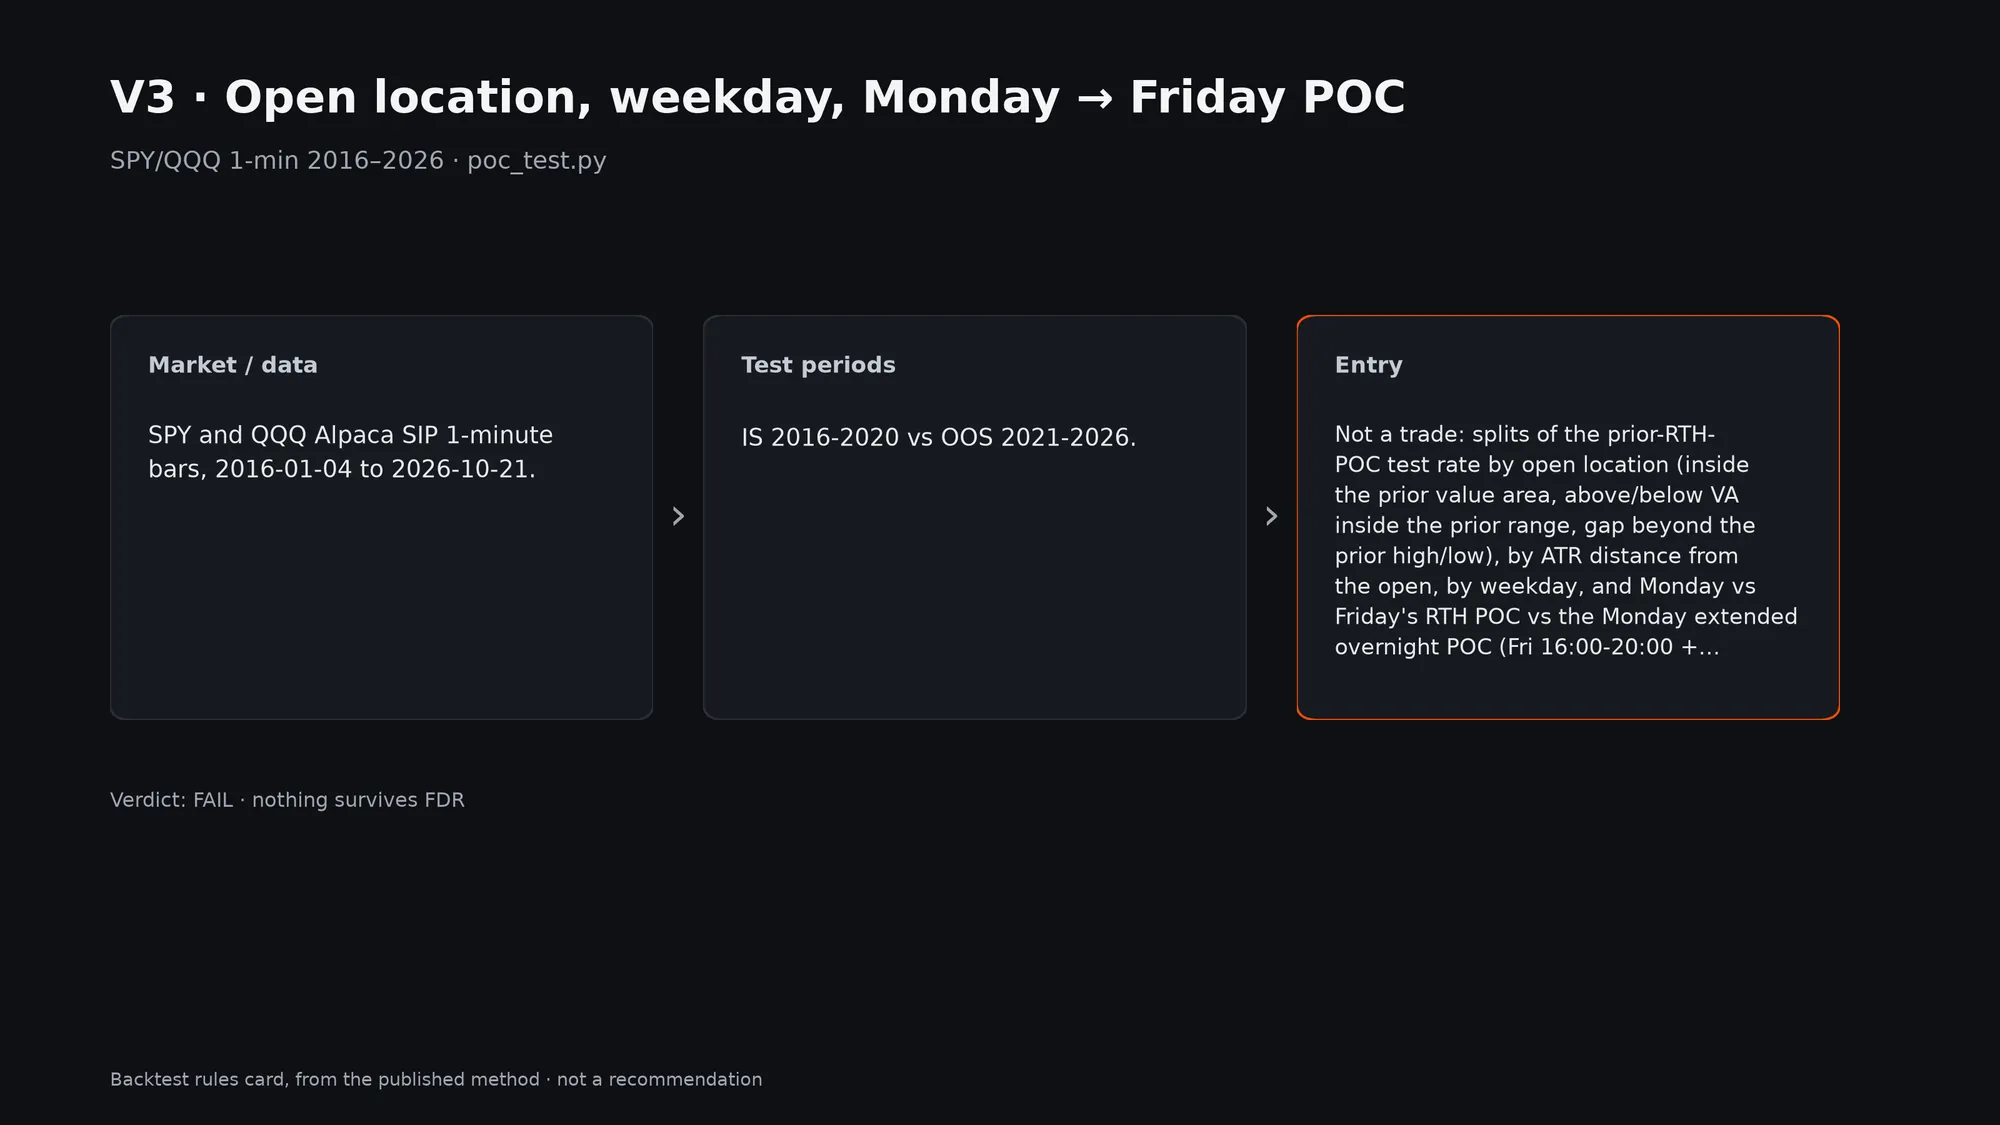 V3 · Open location, weekday, Monday → Friday POC
SPY/QQQ 1-min 2016–2026 · poc_test.py
Market / data
SPY and QQQ Alpaca SIP 1-minute
bars, 2016-01-04 to 2026-10-21.
›
Test periods
IS 2016-2020 vs OOS 2021-2026.
›
Entry
Not a trade: splits of the prior-RTH-
POC test rate by open location (inside
the prior value area, above/below VA
inside the prior range, gap beyond the
prior high/low), by ATR distance from
the open, by weekday, and Monday vs
Friday's RTH POC vs the Monday extended
overnight POC (Fri 16:00-20:00 +...
Verdict: FAIL · nothing survives FDR
Backtest rules card, from the published method · not a recommendation